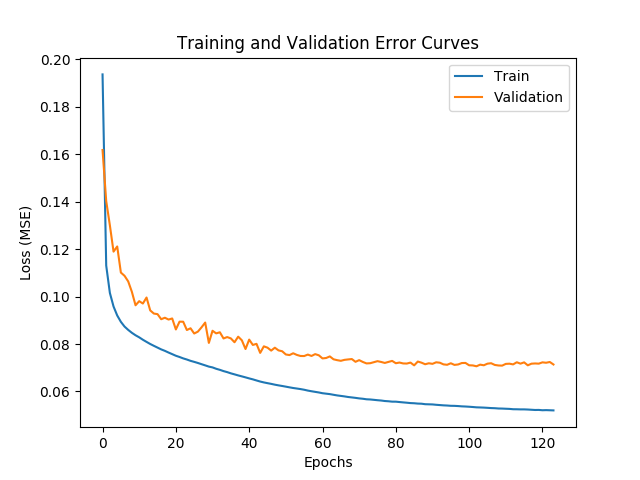 Training and Validation Error Curves
Train
Validation
Loss (MSE)
0.20
0.18
0.16
0.14
0.12
0.10
0.08
0.06
0 20 40 60 80 100 120
Epochs